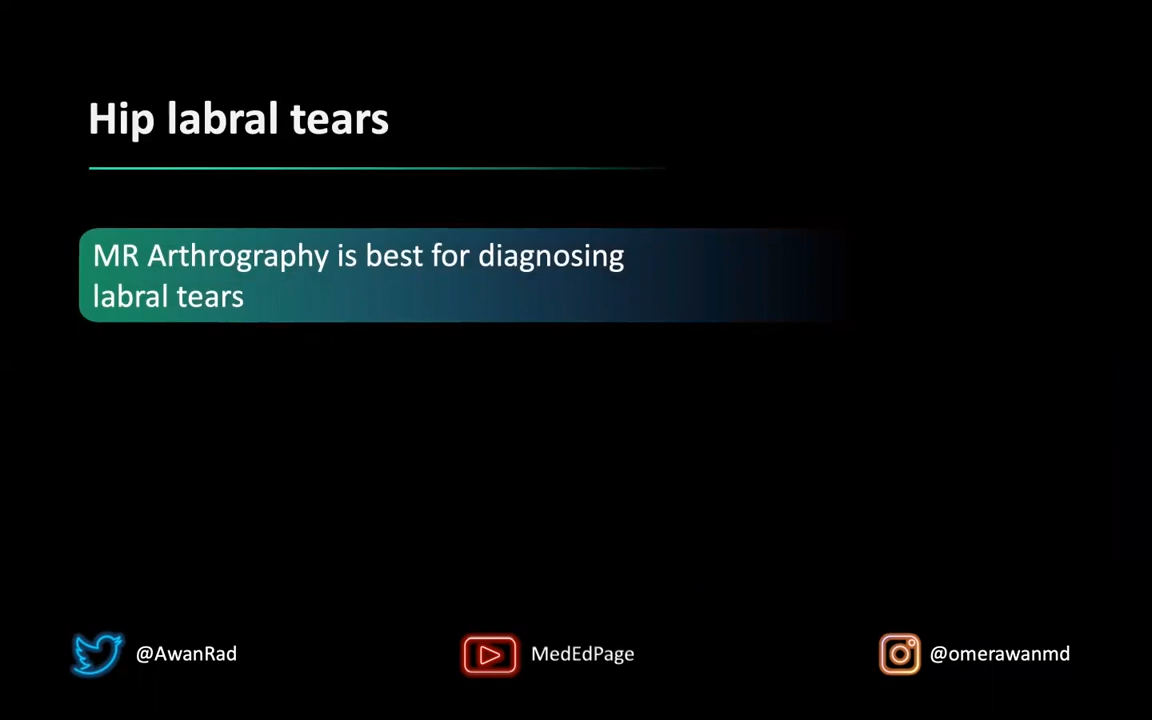 Hip labral tears
MR Arthrography is best for diagnosing
labral tears
@AwanRad
MedEdPage
@omerawanmd